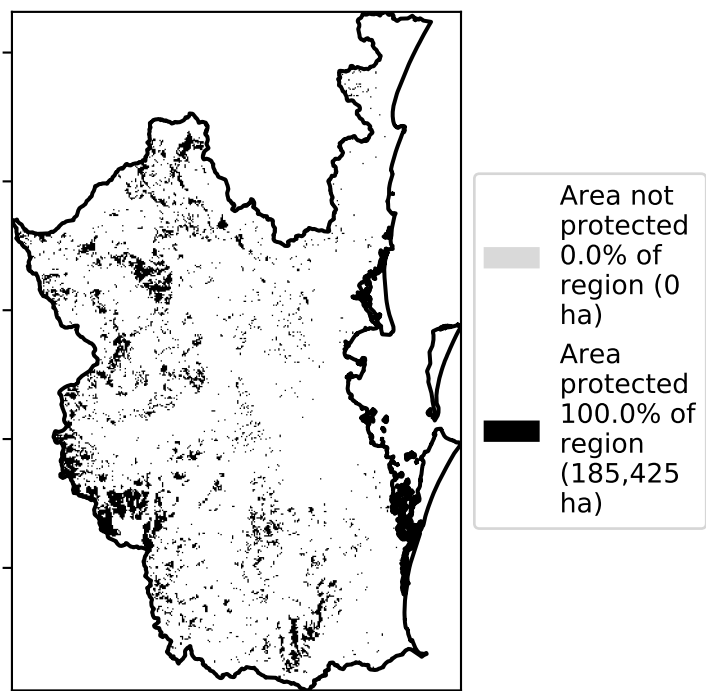 Area not
protected
0.0% of
region (0
ha)
Area
protected
100.0% of
region
(185,425
ha)